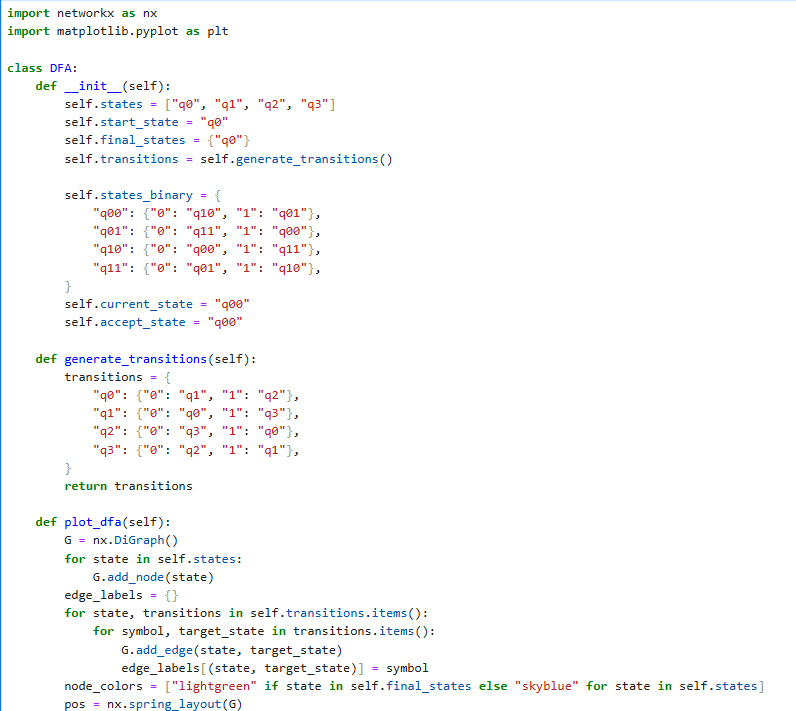 import networkx as nx
import matplotlib.pyplot as plt

class DFA:
    def __init__(self):
        self.states = ["q0", "q1", "q2", "q3"]
        self.start_state = "q0"
        self.final_states = {"q0"}
        self.transitions = self.generate_transitions()

        self.states_binary = {
            "q00": {"0": "q10", "1": "q01"},
            "q01": {"0": "q11", "1": "q00"},
            "q10": {"0": "q00", "1": "q11"},
            "q11": {"0": "q01", "1": "q10"},
        }
        self.current_state = "q00"
        self.accept_state = "q00"

    def generate_transitions(self):
        transitions = {
            "q0": {"0": "q1", "1": "q2"},
            "q1": {"0": "q0", "1": "q3"},
            "q2": {"0": "q3", "1": "q0"},
            "q3": {"0": "q2", "1": "q1"},
        }
        return transitions

    def plot_dfa(self):
        G = nx.DiGraph()
        for state in self.states:
            G.add_node(state)
        edge_labels = {}
        for state, transitions in self.transitions.items():
            for symbol, target_state in transitions.items():
                G.add_edge(state, target_state)
                edge_labels[(state, target_state)] = symbol
        node_colors = ["lightgreen" if state in self.final_states else "skyblue" for state in self.states]
        pos = nx.spring_layout(G)